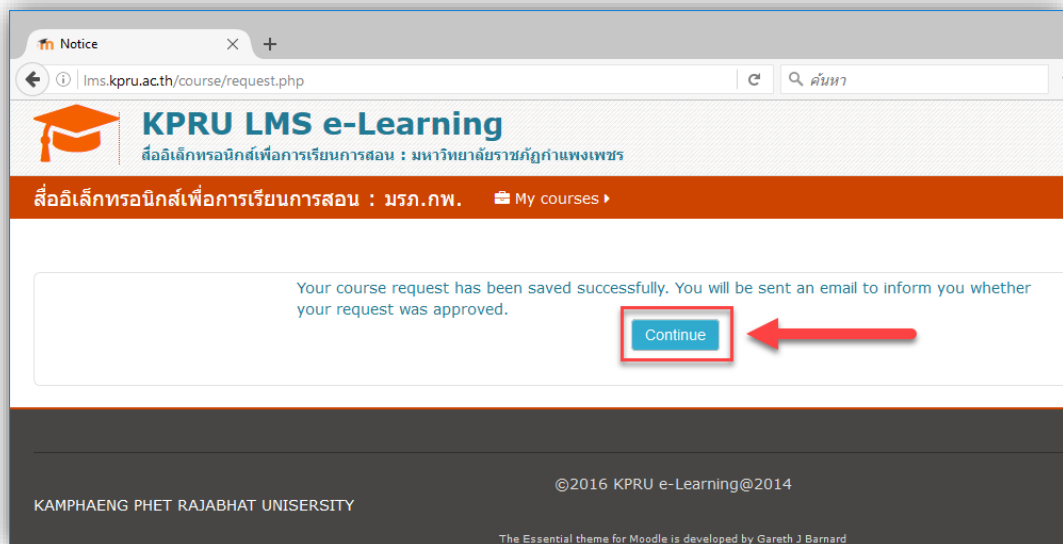 Notice
lms.kpru.ac.th/course/request.php
ค้นหา
KPRU LMS e-Learning
สื่ออิเล็กทรอนิกส์เพื่อการเรียนการสอน : มหาวิทยาลัยราชภัฏกำแพงเพชร
สื่ออิเล็กทรอนิกส์เพื่อการเรียนการสอน : มรภ.กพ. My courses
Your course request has been saved successfully. You will be sent an email to inform you whether
your request was approved.
Continue
©2016 KPRU e-Learning@2014
KAMPHAENG PHET RAJABHAT UNISERSITY
The Essential theme for Moodle is developed by Gareth J Barnard